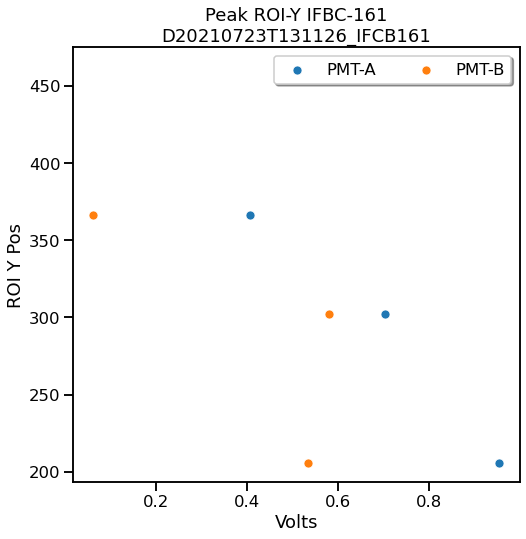 Peak ROI-Y IFBC-161
D20210723T131126_IFCB161
PMT-A PMT-B
450
400
350
300
250
200
ROI Y Pos
0.2 0.4 0.6 0.8
Volts